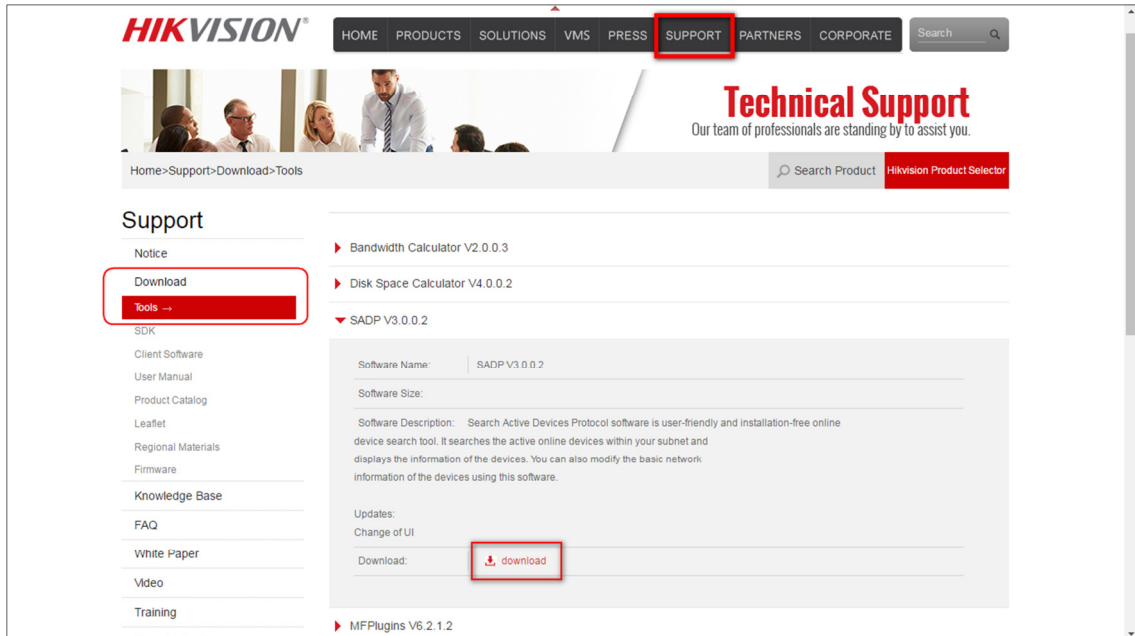 HIKVISION®
HOME PRODUCTS SOLUTIONS VMS PRESS SUPPORT PARTNERS CORPORATE Search
Technical Support
Our team of professionals are standing by to assist you.
Home>Support>Download>Tools
Search Product
Hikvision Product Selector
Support
Notice
Download
Tools →
SDK
Client Software
User Manual
Product Catalog
Leaflet
Regional Materials
Firmware
Knowledge Base
FAQ
White Paper
Video
Training
Bandwidth Calculator V2.0.0.3
Disk Space Calculator V4.0.0.2
SADP V3.0.0.2
Software Name: SADP V3.0.0.2
Software Size:
Software Description: Search Active Devices Protocol software is user-friendly and installation-free online
device search tool. It searches the active online devices within your subnet and
displays the information of the devices. You can also modify the basic network
information of the devices using this software.
Updates:
Change of UI
Download: download
MFPlugins V6.2.1.2